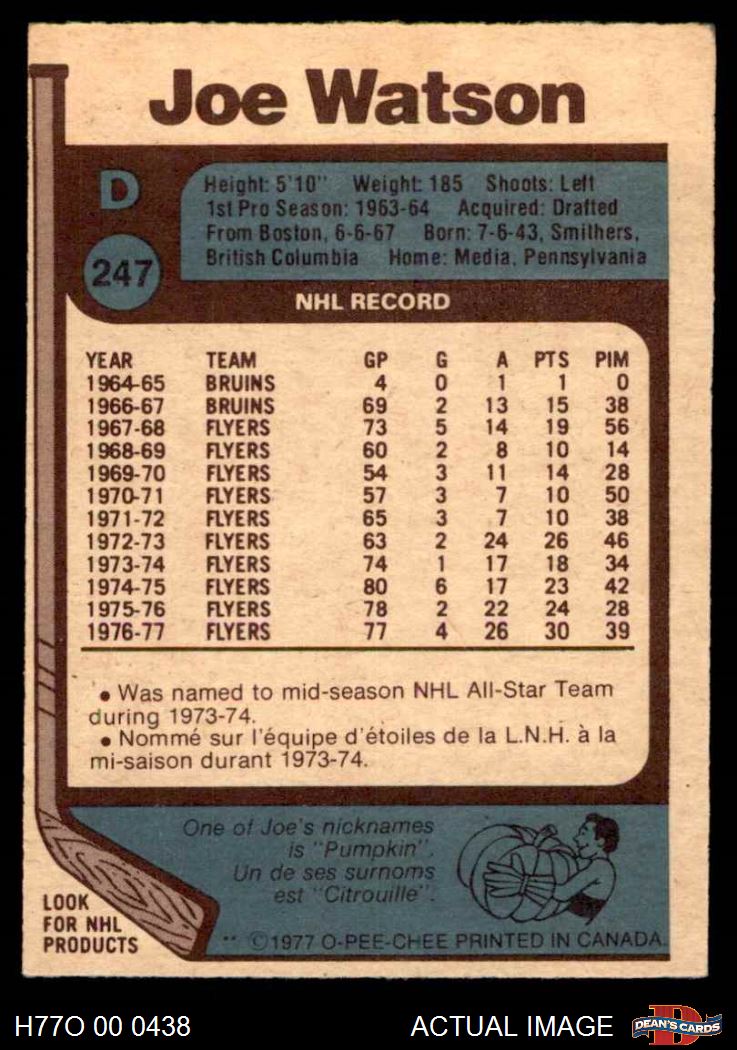 Joe Watson
D
247
Height: 5'10" Weight: 185 Shoots: Left
1st Pro Season: 1963-64 Acquired: Drafted
From Boston, 6-6-67 Born: 7-6-43, Smithers,
British Columbia Home: Media, Pennsylvania
NHL RECORD
YEAR TEAM GP G A PTS PIM
1964-65 BRUINS 4 0 1 1 0
1966-67 BRUINS 69 2 13 15 38
1967-68 FLYERS 73 5 14 19 56
1968-69 FLYERS 60 2 8 10 14
1969-70 FLYERS 54 3 11 14 28
1970-71 FLYERS 57 3 7 10 50
1971-72 FLYERS 65 3 7 10 38
1972-73 FLYERS 63 2 24 26 46
1973-74 FLYERS 74 1 17 18 34
1974-75 FLYERS 80 6 17 23 42
1975-76 FLYERS 78 2 22 24 28
1976-77 FLYERS 77 4 26 30 39
• Was named to mid-season NHL All-Star Team
during 1973-74.
• Nommé sur l'équipe d'étoiles de la L.N.H. à la
mi-saison durant 1973-74.
One of Joe's nicknames
is "Pumpkin".
Un de ses surnoms
est "Citrouille".
LOOK
FOR NHL
PRODUCTS
** ©1977 O-PEE-CHEE PRINTED IN CANADA.
H77O 00 0438
ACTUAL IMAGE
DEAN'S CARDS